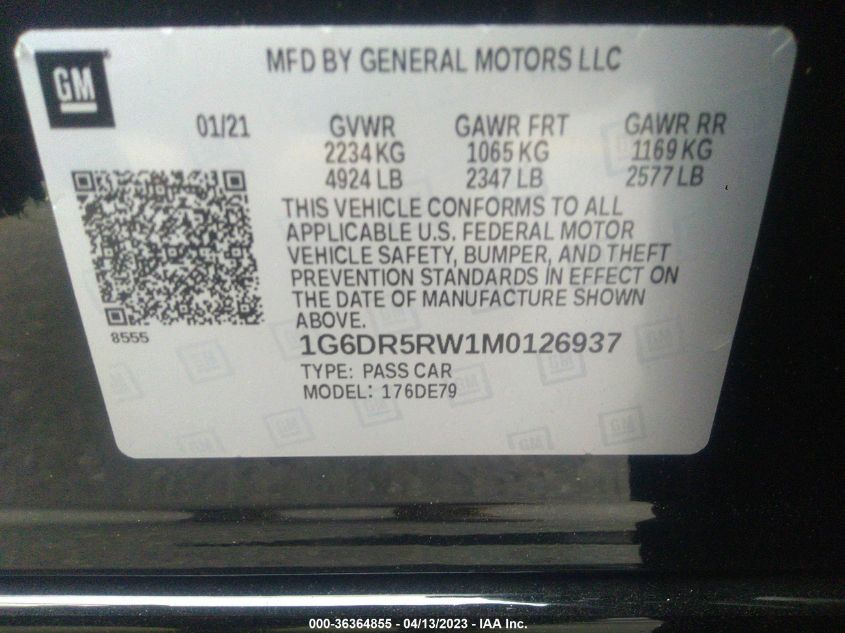 MFD BY GENERAL MOTORS LLC
GM
01/21 GVWR GAWR FRT GAWR RR
2234 KG 1065 KG 1169 KG
4924 LB 2347 LB 2577 LB
THIS VEHICLE CONFORMS TO ALL
APPLICABLE U.S. FEDERAL MOTOR
VEHICLE SAFETY, BUMPER, AND THEFT
PREVENTION STANDARDS IN EFFECT ON
THE DATE OF MANUFACTURE SHOWN
ABOVE.
8555
1G6DR5RW1M0126937
TYPE: PASS CAR
MODEL: 176DE79
000-36364855 — 04/13/2023 — IAA Inc.